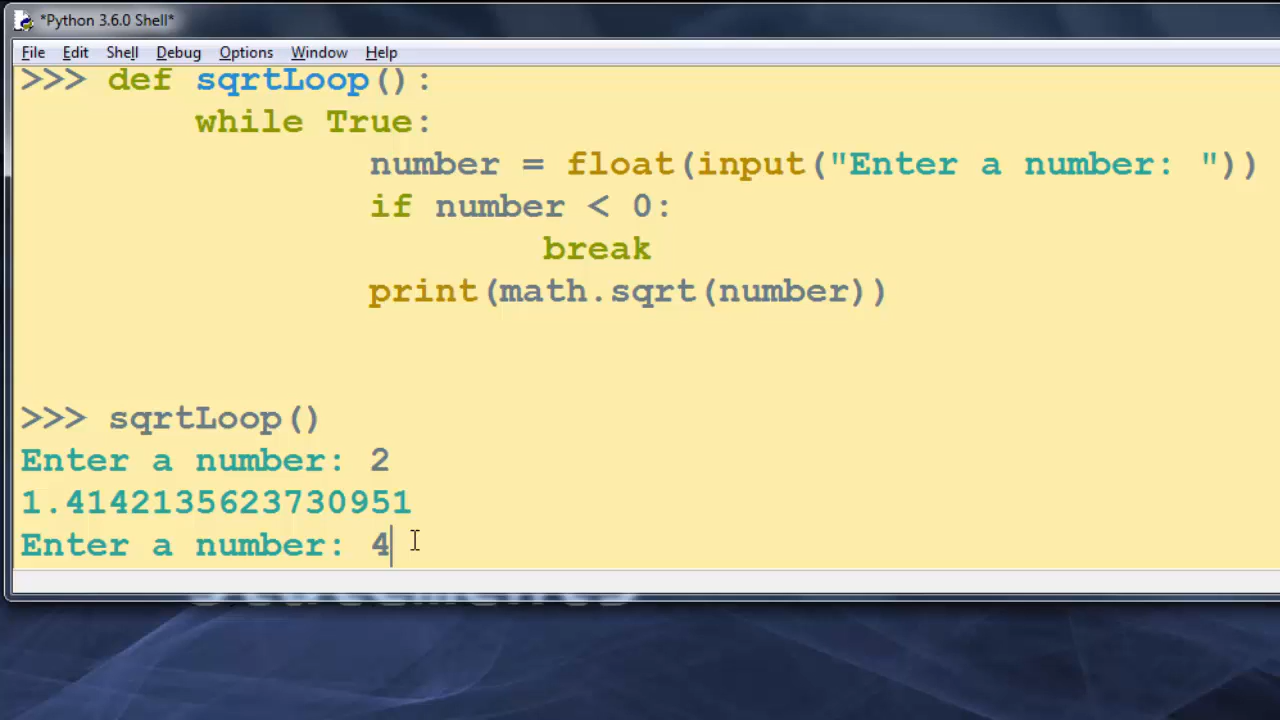 *Python 3.6.0 Shell*
File Edit Shell Debug Options Window Help
>>> def sqrtLoop():
while True:
number = float(input("Enter a number: "))
if number < 0:
break
print(math.sqrt(number))
>>> sqrtLoop()
Enter a number: 2
1.4142135623730951
Enter a number: 4